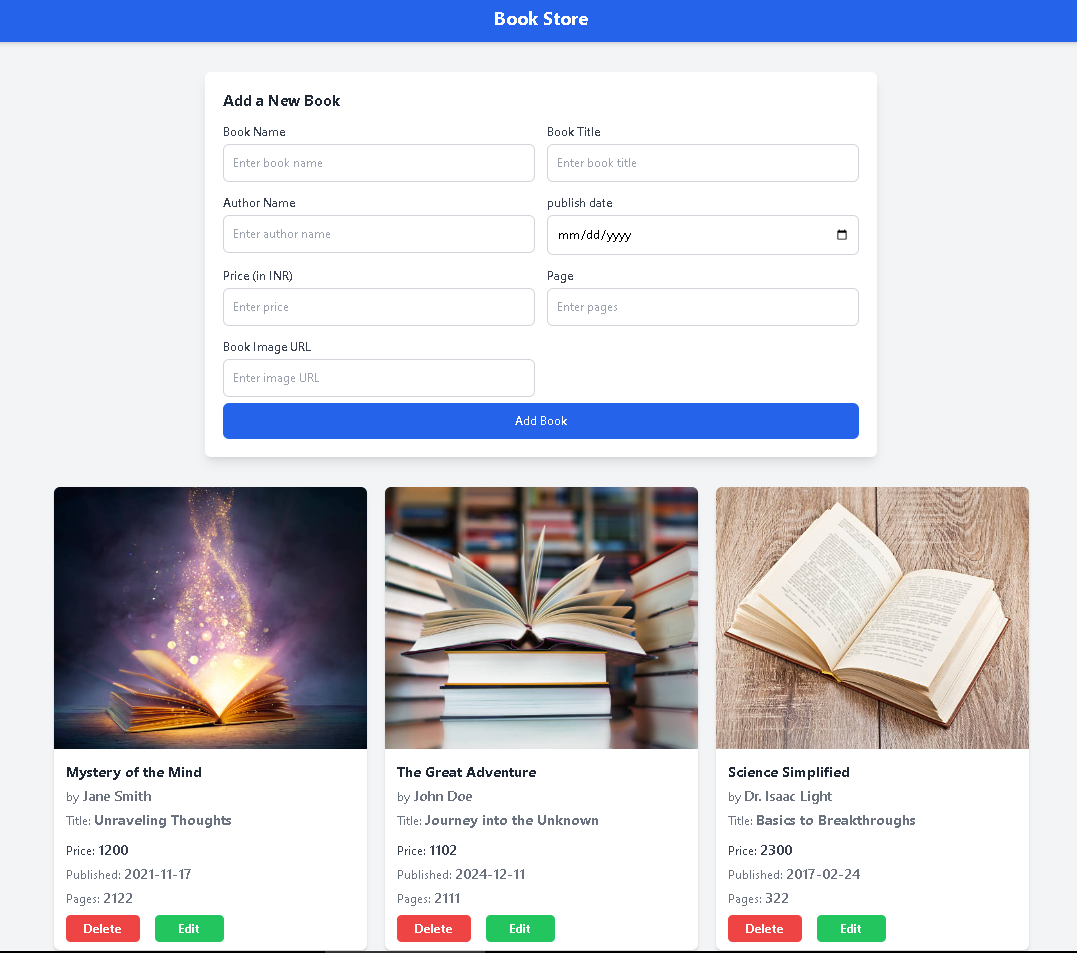 Book Store
Add a New Book
Book Name
Book Title
Enter book name
Enter book title
Author Name
publish date
Enter author name
mm/dd/yyyy
Price (in INR)
Page
Enter price
Enter pages
Book Image URL
Enter image URL
Add Book
Mystery of the Mind
by Jane Smith
Title: Unraveling Thoughts
Price: 1200
Published: 2021-11-17
Pages: 2122
Delete Edit
The Great Adventure
by John Doe
Title: Journey into the Unknown
Price: 1102
Published: 2024-12-11
Pages: 2111
Delete Edit
Science Simplified
by Dr. Isaac Light
Title: Basics to Breakthroughs
Price: 2300
Published: 2017-02-24
Pages: 322
Delete Edit